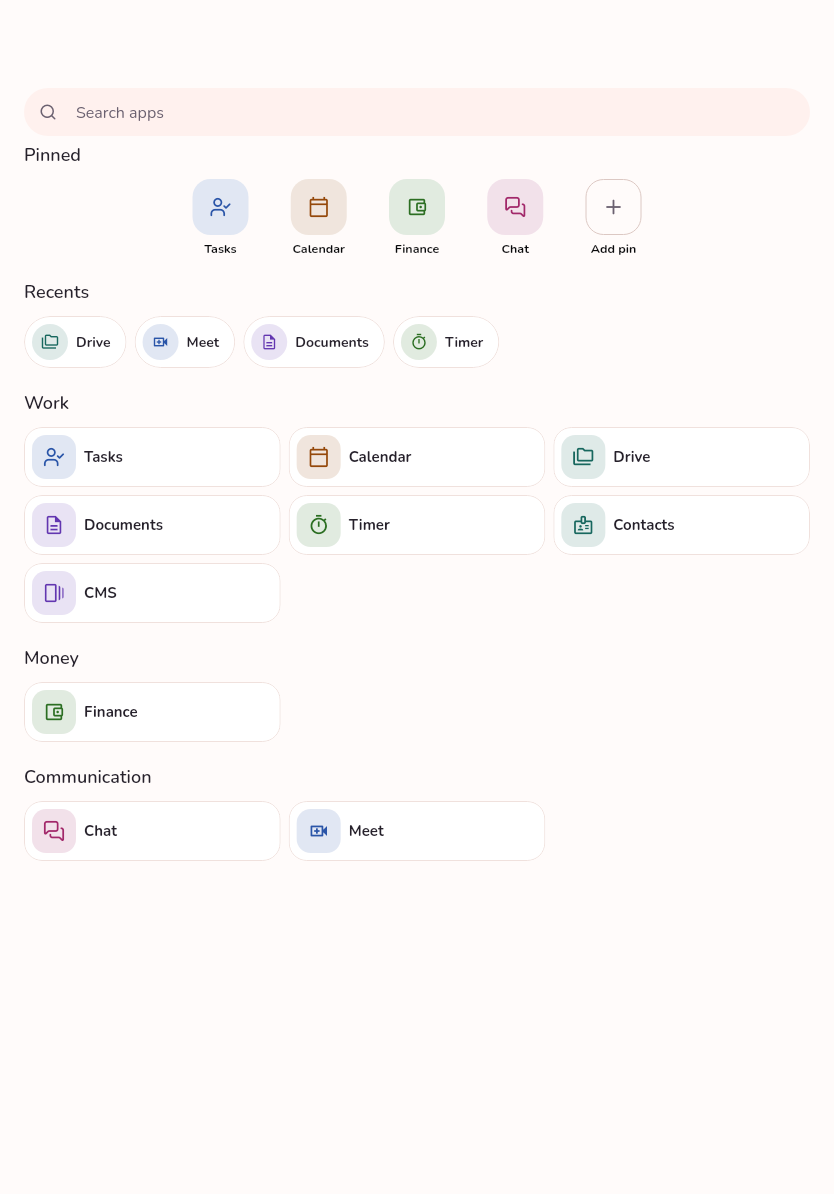 Search apps
Pinned
Tasks
Calendar
Finance
Chat
Add pin
Recents
Drive
Meet
Documents
Timer
Work
Tasks
Calendar
Drive
Documents
Timer
Contacts
CMS
Money
Finance
Communication
Chat
Meet